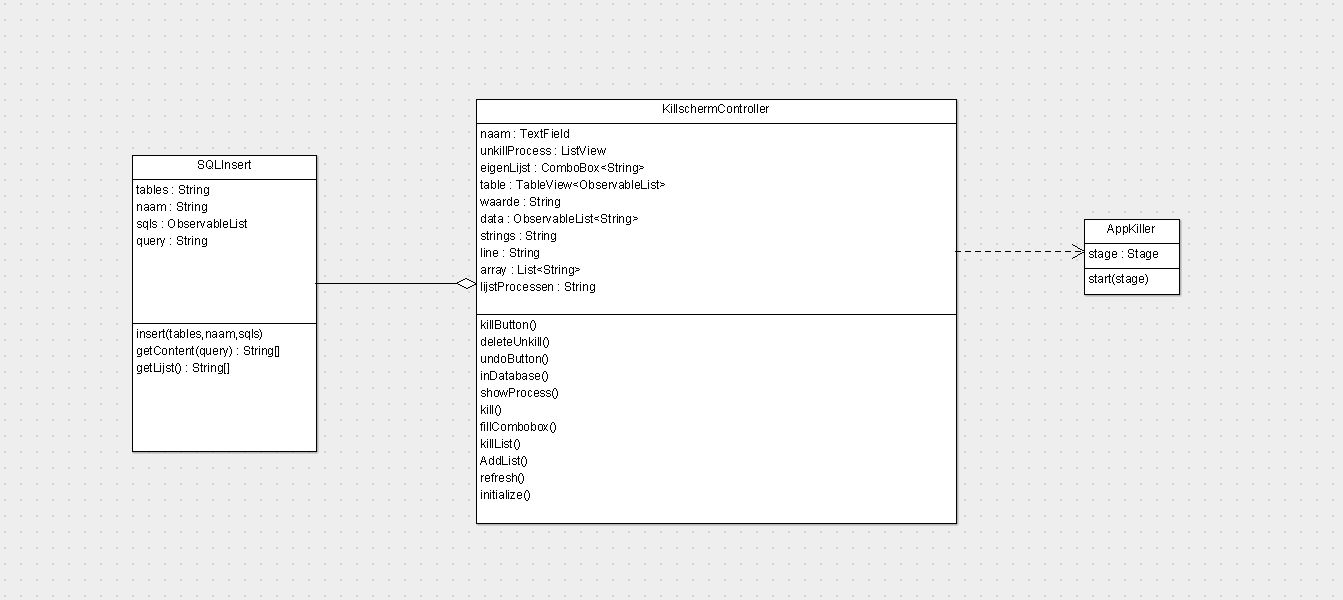 SQLInsert
tables : String
naam : String
sqls : ObservableList
query : String
insert(tables,naam,sqls)
getContent(query) : String[]
getLijst() : String[]
KillschermController
naam : TextField
unkillProcess : ListView
eigenLijst : ComboBox<String>
table : TableView<ObservableList>
waarde : String
data : ObservableList<String>
strings : String
line : String
array : List<String>
lijstProcessen : String
killButton()
deleteUnkill()
undoButton()
inDatabase()
showProcess()
kill()
fillCombobox()
killList()
AddList()
refresh()
initialize()
AppKiller
stage : Stage
start(stage)